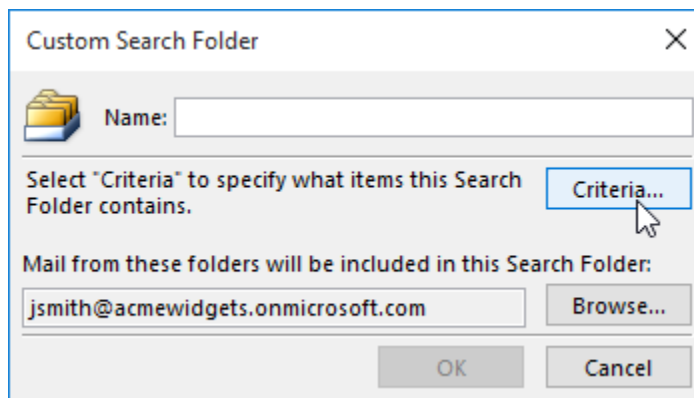 Custom Search Folder
Name:
Select "Criteria" to specify what items this Search
Folder contains.
Criteria...
Mail from these folders will be included in this Search Folder:
jsmith@acmewidgets.onmicrosoft.com
Browse...
OK
Cancel